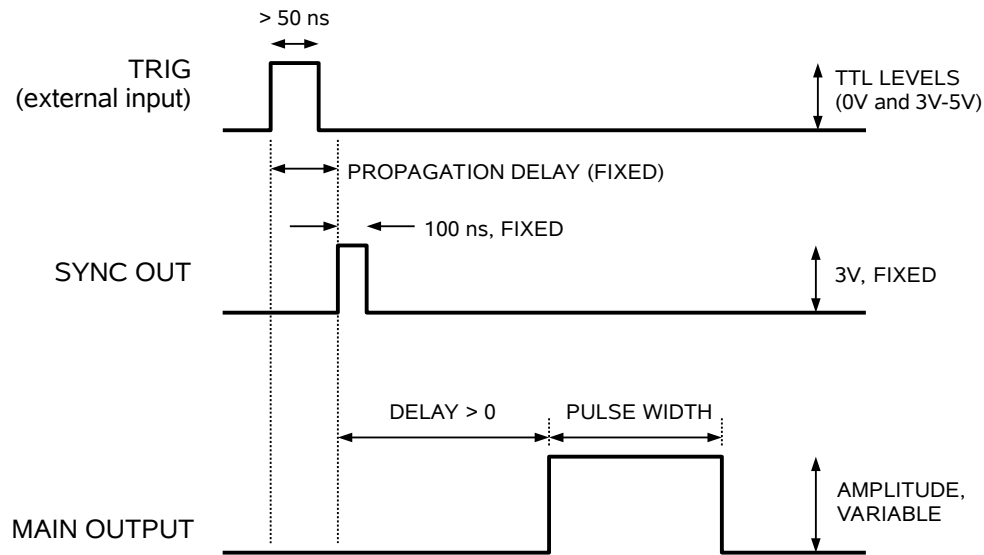 > 50 ns
TRIG
(external input)
TTL LEVELS
(0V and 3V-5V)
PROPAGATION DELAY (FIXED)
100 ns, FIXED
SYNC OUT
3V, FIXED
DELAY > 0
PULSE WIDTH
AMPLITUDE,
VARIABLE
MAIN OUTPUT